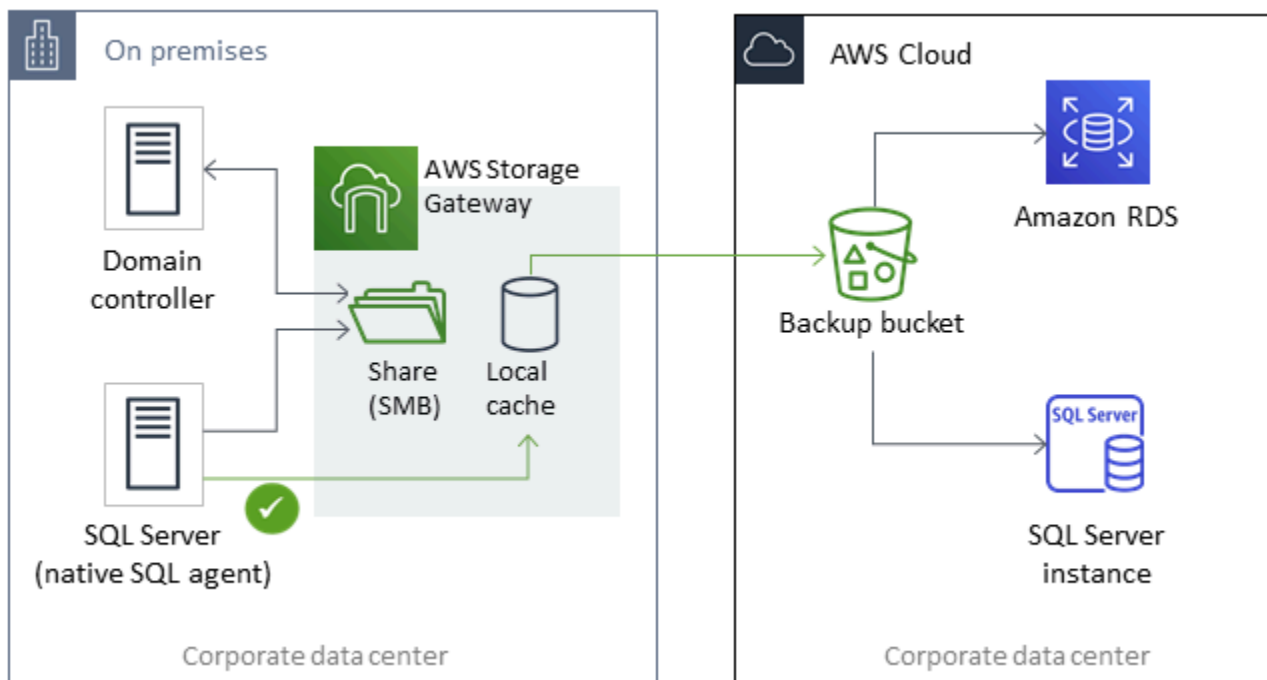 On premises
Domain
controller
AWS Storage
Gateway
Share
(SMB)
Local
cache
SQL Server
(native SQL agent)
Corporate data center
AWS Cloud
Amazon RDS
Backup bucket
SQL Server
SQL Server
instance
Corporate data center